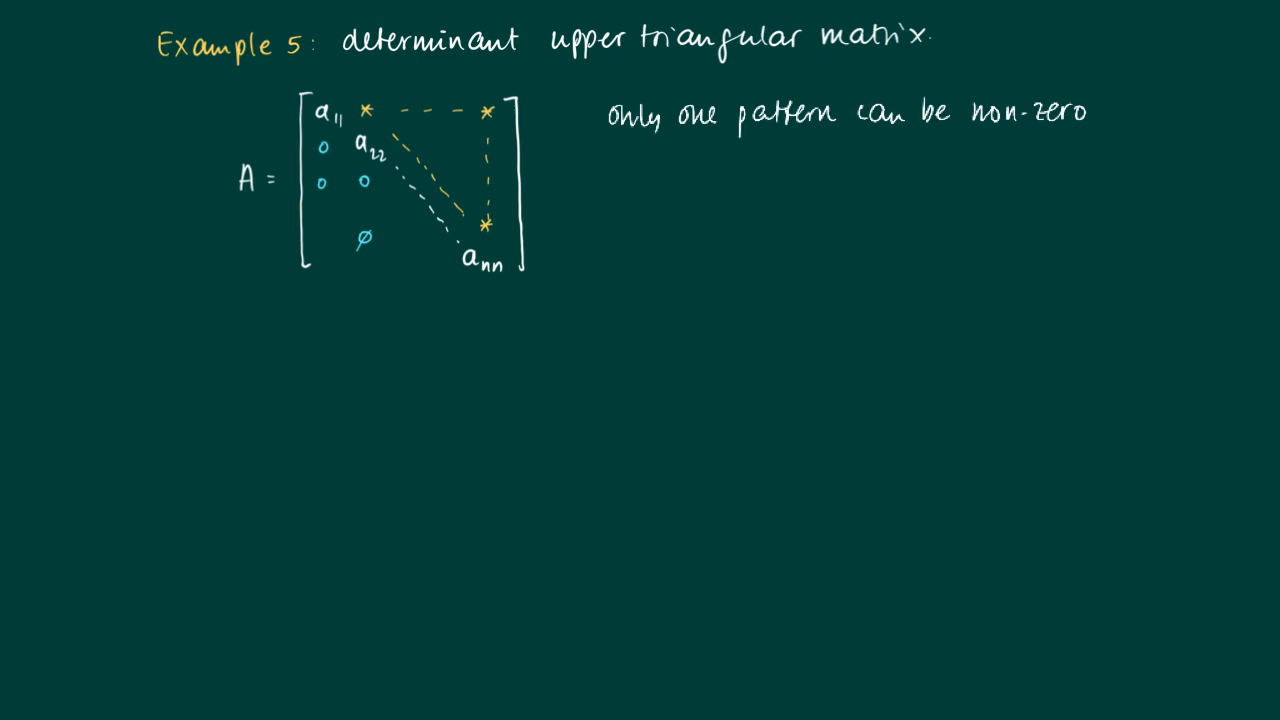 Example 5: determinant upper triangular matrix.
only one pattern can be non-zero
a₁₁ * - - - *
0 a₂₂
A = 0 0
*
∅
aₙₙ